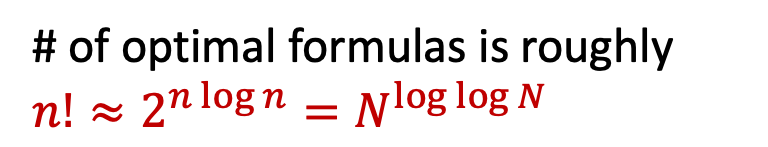 # of optimal formulas is roughly
n! ≈ 2^{n log n} = N^{log log N}